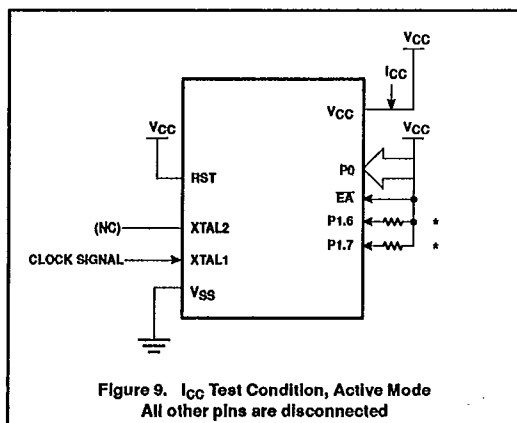 VCC
ICC
VCC
VCC
VCC
P0
RST
EA
(NC)
XTAL2
P1.6
*
CLOCK SIGNAL
XTAL1
P1.7
*
VSS
Figure 9. ICC Test Condition, Active Mode
All other pins are disconnected